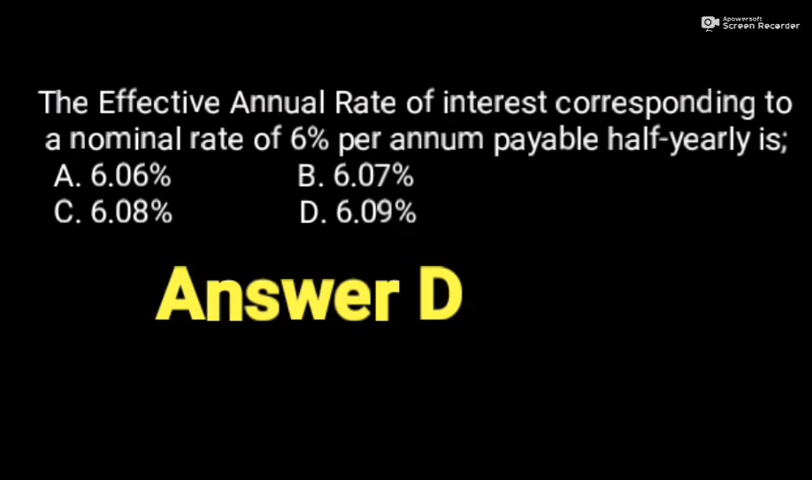 Apowersoft
Screen Recorder
The Effective Annual Rate of interest corresponding to
a nominal rate of 6% per annum payable half-yearly is;
A. 6.06% B. 6.07%
C. 6.08% D. 6.09%
Answer D